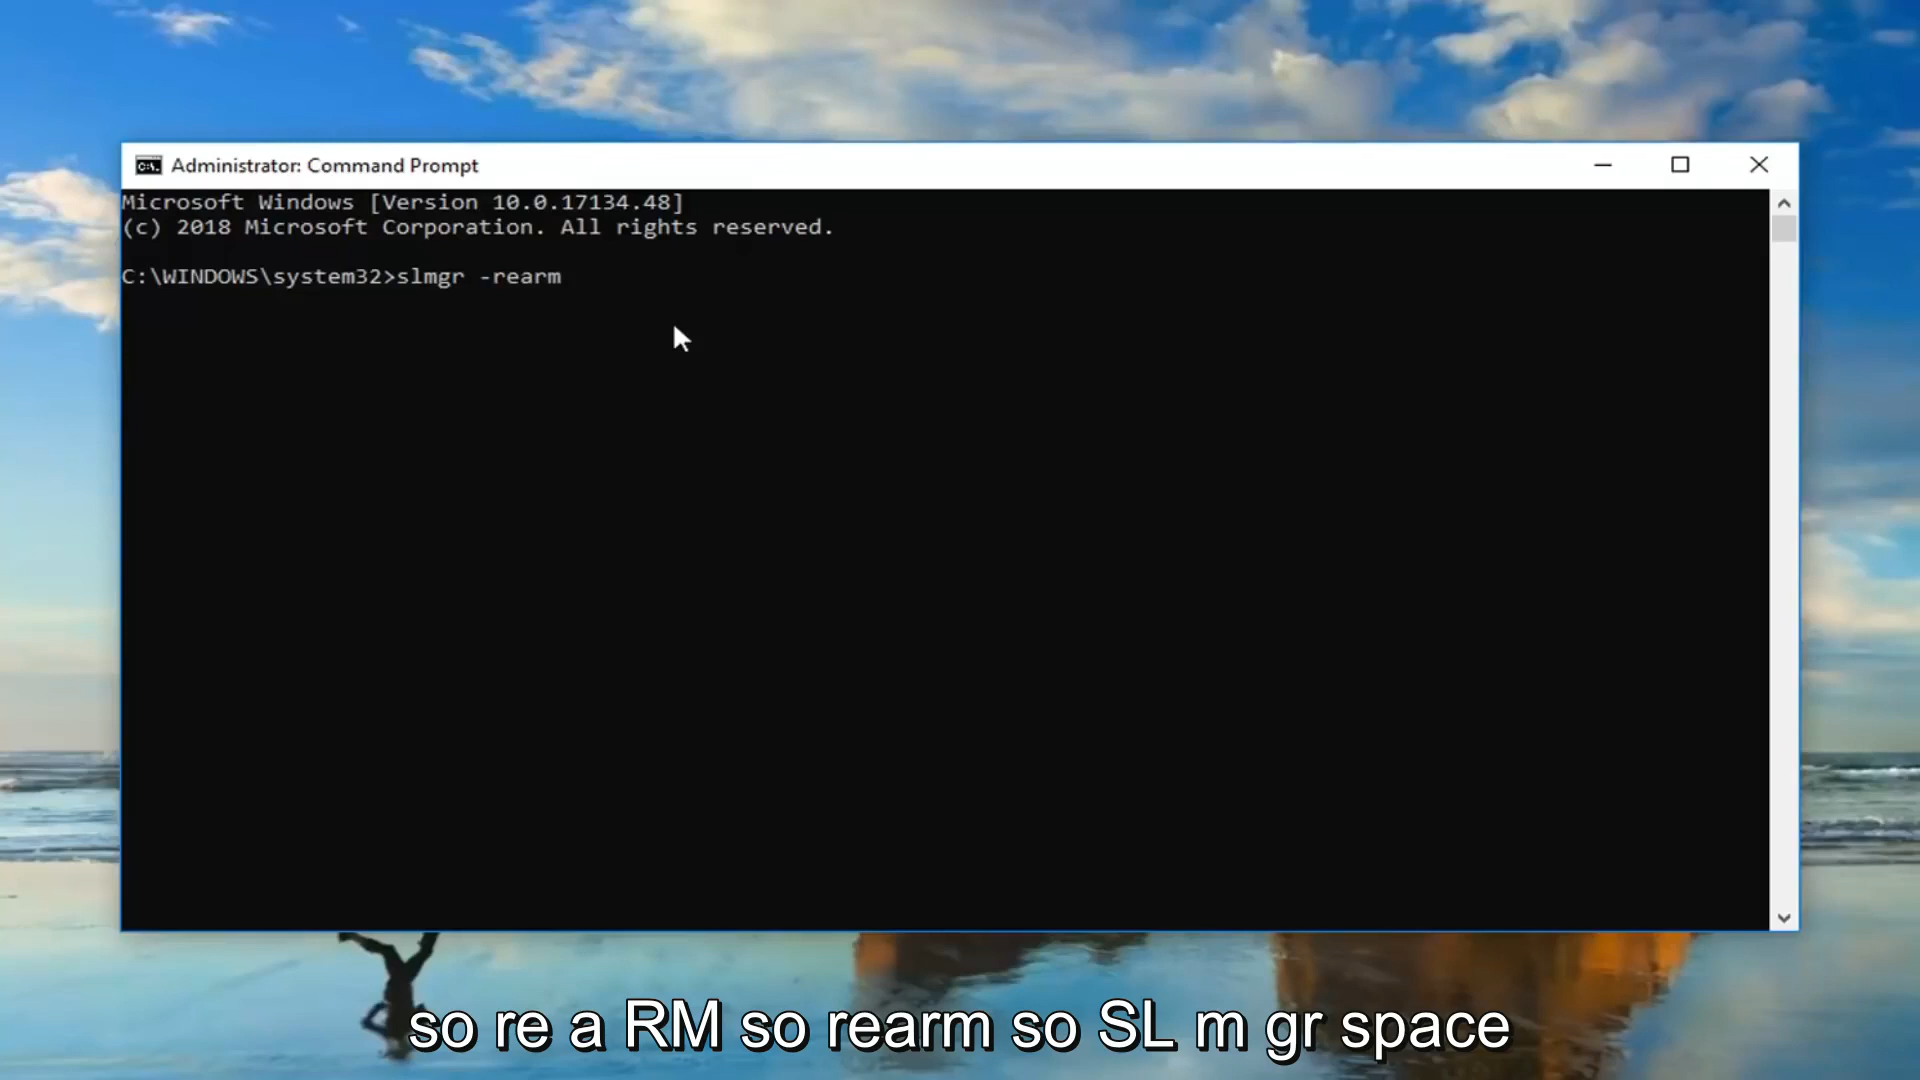 Administrator: Command Prompt
Microsoft Windows [Version 10.0.17134.48]
(c) 2018 Microsoft Corporation. All rights reserved.
C:\WINDOWS\system32>slmgr -rearm
so re a RM so rearm so SL m gr space